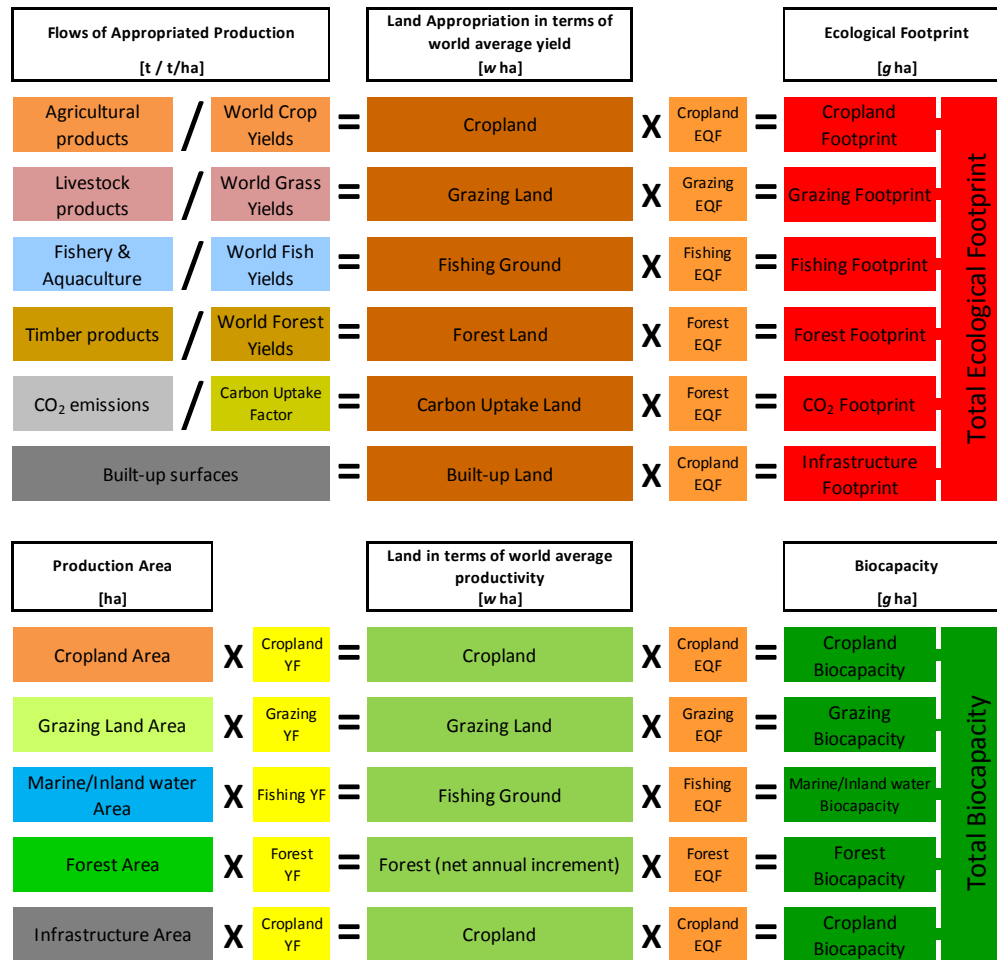 Flows of Appropriated Production
[t / t/ha]
Land Appropriation in terms of
world average yield
[w ha]
Ecological Footprint
[g ha]
Agricultural
products
/
World Crop
Yields
=
Cropland
X
Cropland
EQF
=
Cropland
Footprint
Livestock
products
/
World Grass
Yields
=
Grazing Land
X
Grazing
EQF
=
Grazing Footprint
Fishery &
Aquaculture
/
World Fish
Yields
=
Fishing Ground
X
Fishing
EQF
=
Fishing Footprint
Timber products
/
World Forest
Yields
=
Forest Land
X
Forest
EQF
=
Forest Footprint
CO₂ emissions
/
Carbon Uptake
Factor
=
Carbon Uptake Land
X
Forest
EQF
=
CO₂ Footprint
Built-up surfaces
=
Built-up Land
X
Cropland
EQF
=
Infrastructure
Footprint
Total Ecological Footprint
Production Area
[ha]
Land in terms of world average
productivity
[w ha]
Biocapacity
[g ha]
Cropland Area
X
Cropland
YF
=
Cropland
X
Cropland
EQF
=
Cropland
Biocapacity
Grazing Land Area
X
Grazing
YF
=
Grazing Land
X
Grazing
EQF
=
Grazing
Biocapacity
Marine/Inland water
Area
X
Fishing YF
=
Fishing Ground
X
Fishing
EQF
=
Marine/Inland water
Biocapacity
Forest Area
X
Forest
YF
=
Forest (net annual increment)
X
Forest
EQF
=
Forest
Biocapacity
Infrastructure Area
X
Cropland
YF
=
Cropland
X
Cropland
EQF
=
Cropland
Biocapacity
Total Biocapacity